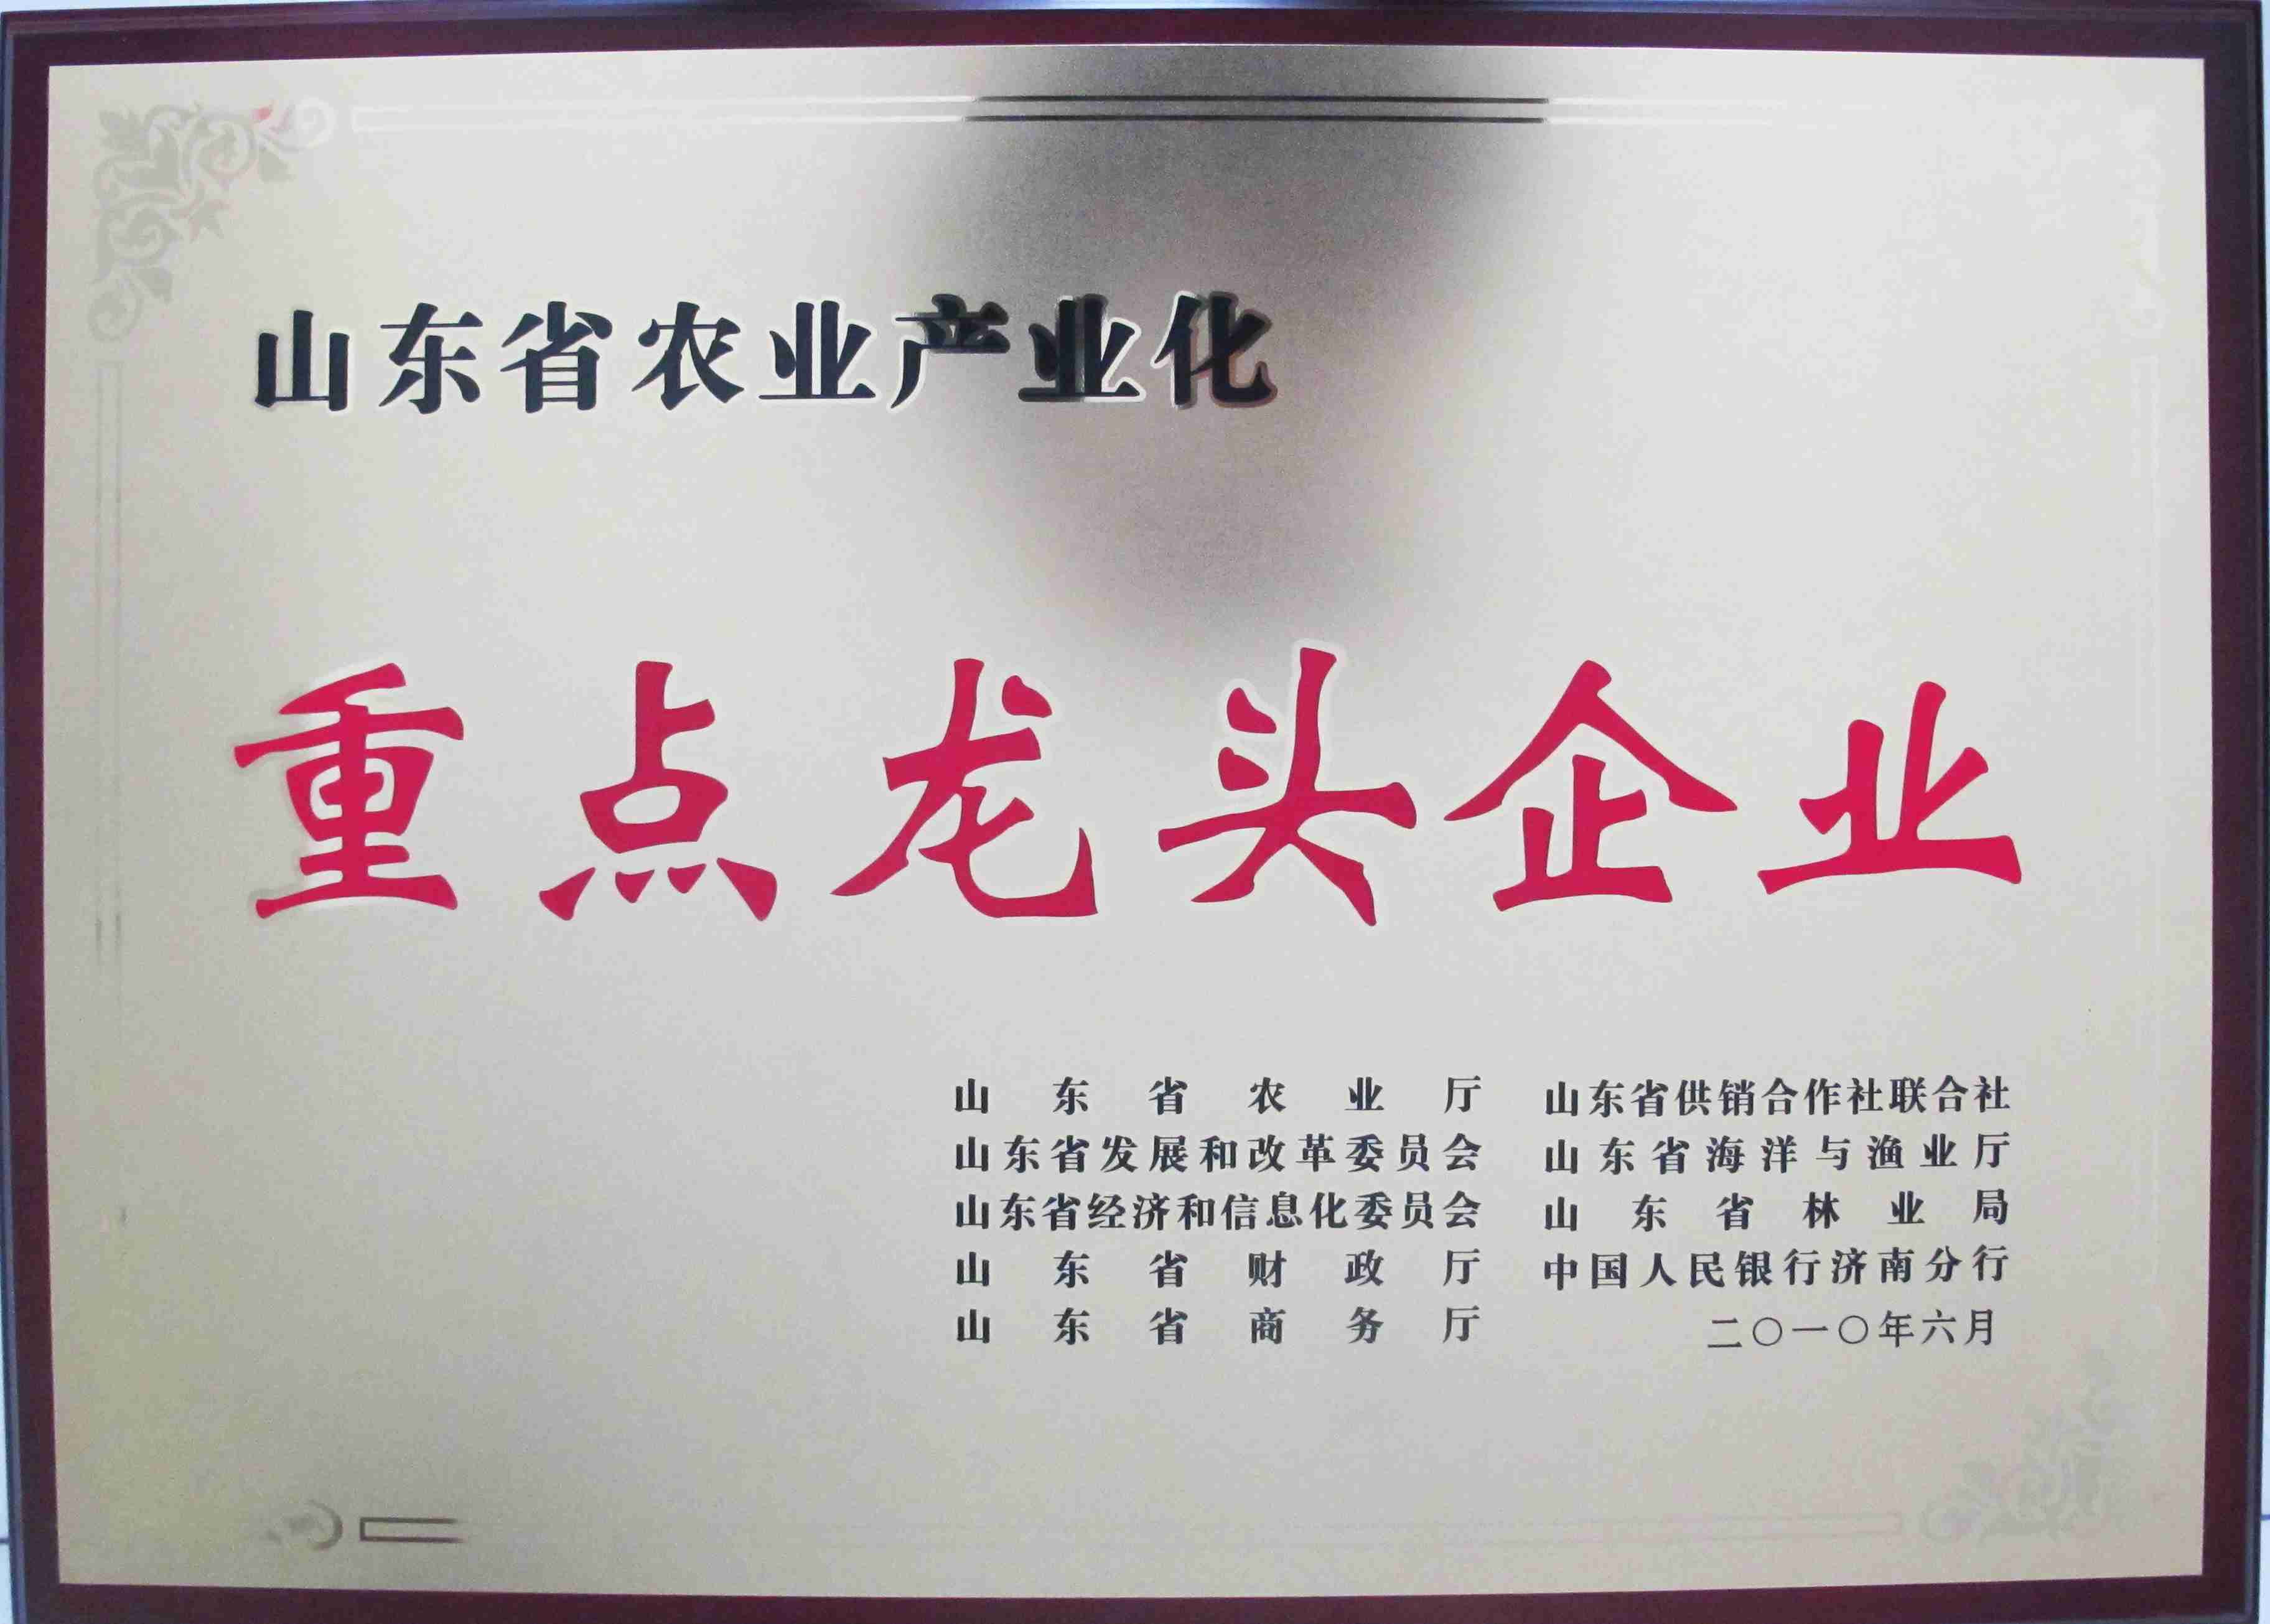 山东省农业产业化
重点龙头企业
山东省农业厅
山东省发展和改革委员会
山东省经济和信息化委员会
山东省财政厅
山东省商务厅
山东省供销合作社联合社
山东省海洋与渔业厅
山东省林业局
中国人民银行济南分行
二〇一〇年六月